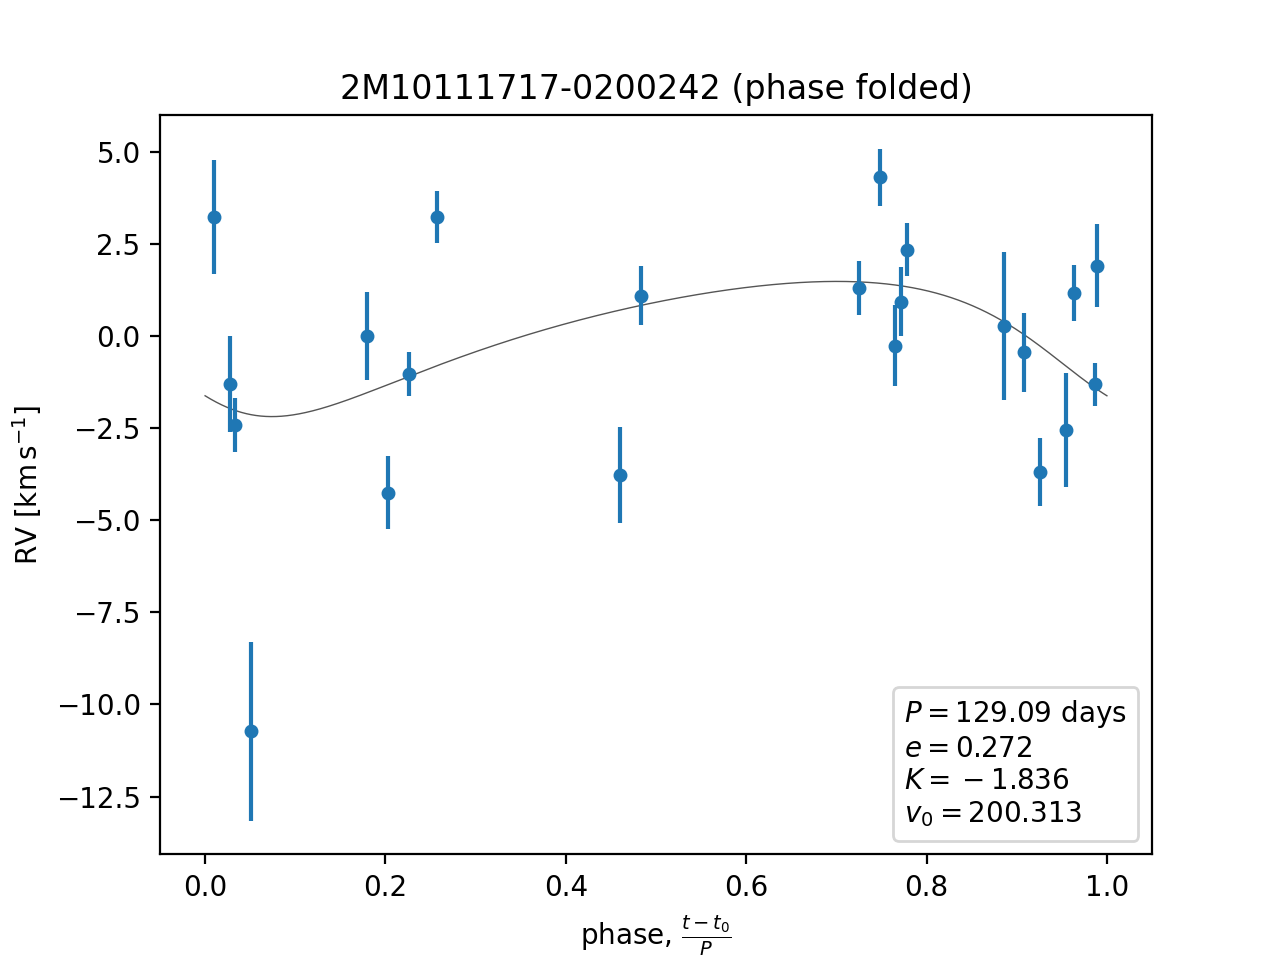 2M10111717-0200242 (phase folded)
5.0
2.5
0.0
−2.5
−5.0
−7.5
−10.0
−12.5
RV [km s⁻¹]
P = 129.09 days
e = 0.272
K = −1.836
v₀ = 200.313
0.0 0.2 0.4 0.6 0.8 1.0
phase, (t − t₀)/P